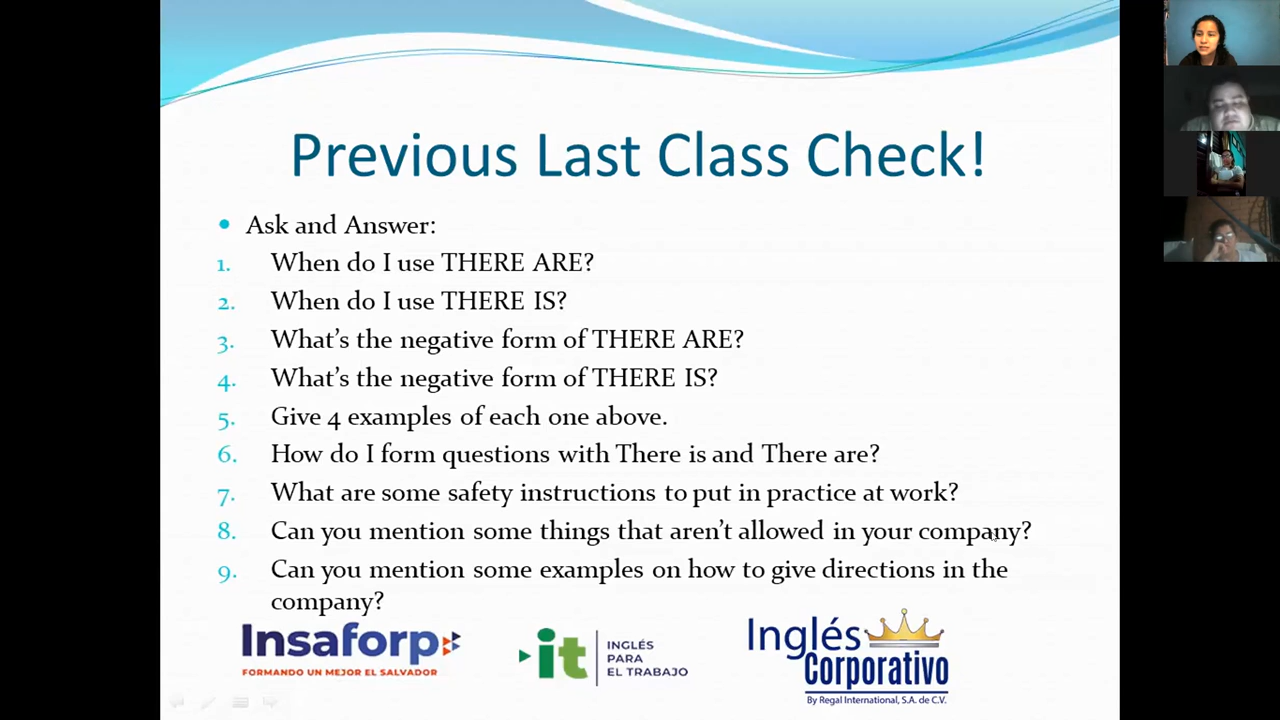 Previous Last Class Check!
• Ask and Answer:
1. When do I use THERE ARE?
2. When do I use THERE IS?
3. What's the negative form of THERE ARE?
4. What's the negative form of THERE IS?
5. Give 4 examples of each one above.
6. How do I form questions with There is and There are?
7. What are some safety instructions to put in practice at work?
8. Can you mention some things that aren't allowed in your company?
9. Can you mention some examples on how to give directions in the
company?
Insaforp
FORMANDO UN MEJOR EL SALVADOR
it
INGLÉS
PARA
EL TRABAJO
Inglés
Corporativo
By Regal International, S.A. de C.V.